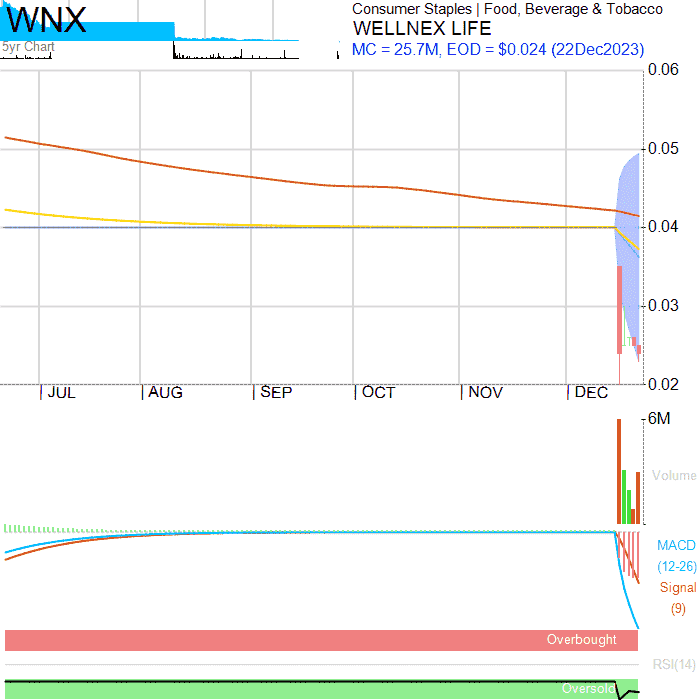 WNX
5yr Chart
Consumer Staples | Food, Beverage & Tobacco
WELLNEX LIFE
MC = 25.7M, EOD = $0.024 (22Dec2023)
0.06
0.05
0.04
0.03
0.02
JUL AUG SEP OCT NOV DEC
6M
Volume
MACD
(12-26)
Signal
(9)
Overbought
RSI(14)
Oversold